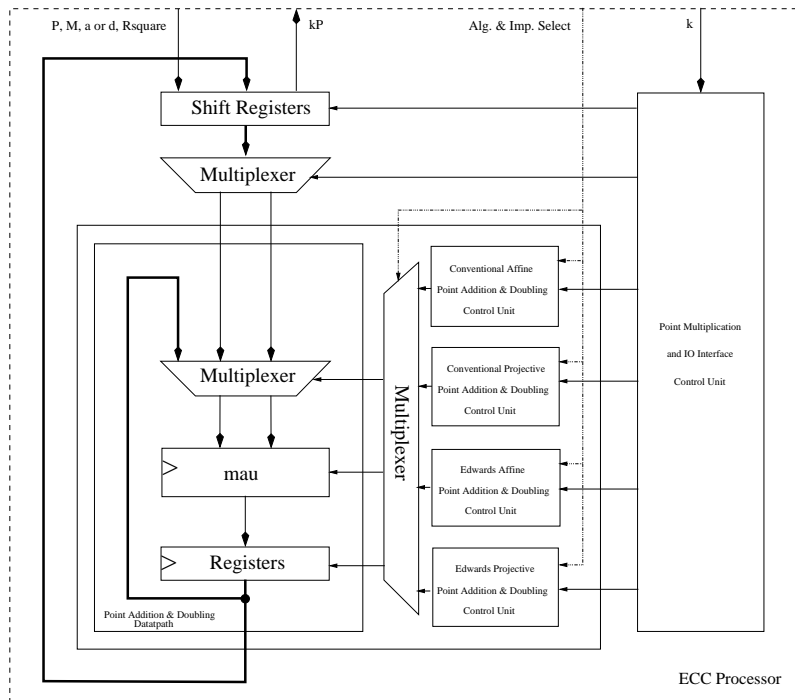 P, M, a or d, Rsquare
kP
Alg. & Imp. Select
k
Shift Registers
Multiplexer
Conventional Affine
Point Addition & Doubling
Control Unit
Point Multiplication
and IO Interface
Control Unit
Conventional Projective
Point Addition & Doubling
Control Unit
Multiplexer
Multiplexer
mau
Edwards Affine
Point Addition & Doubling
Control Unit
Registers
Edwards Projective
Point Addition & Doubling
Control Unit
Point Addition & Doubling
Datatpath
ECC Processor